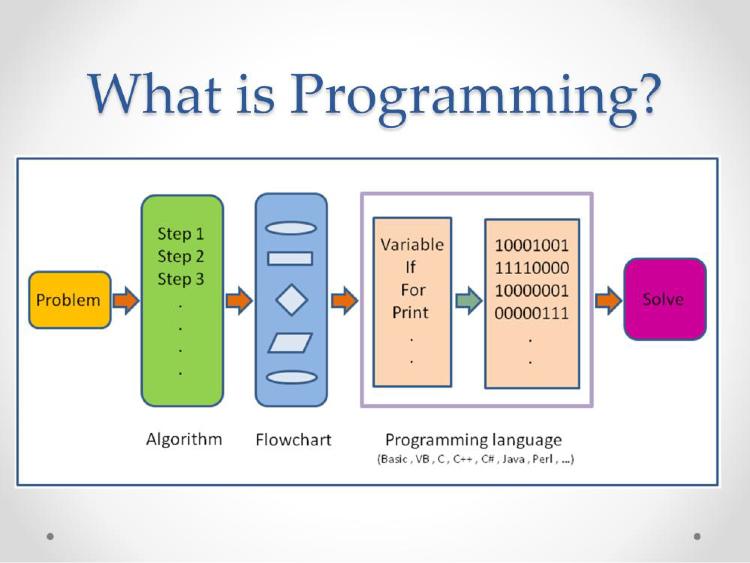 What is Programming?
Problem
Step 1
Step 2
Step 3
.
.
.
.
Algorithm
Flowchart
Variable
If
For
Print
.
.
10001001
11110000
10000001
00000111
.
.
Programming language
(Basic , VB , C , C++ , C# , Java , Perl , ...)
Solve